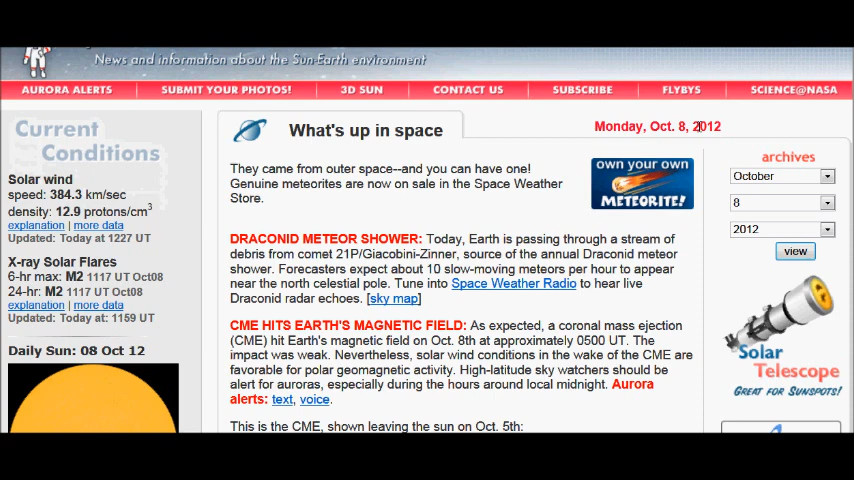 News and information about the Sun-Earth environment
AURORA ALERTS SUBMIT YOUR PHOTOS! 3D SUN CONTACT US SUBSCRIBE FLYBYS SCIENCE@NASA
Current
Conditions
Solar wind
speed: 384.3 km/sec
density: 12.9 protons/cm3
explanation | more data
Updated: Today at 1227 UT
X-ray Solar Flares
6-hr max: M2 1117 UT Oct08
24-hr: M2 1117 UT Oct08
explanation | more data
Updated: Today at: 1159 UT
Daily Sun: 08 Oct 12
What's up in space
Monday, Oct. 8, 2012
They came from outer space--and you can have one!
Genuine meteorites are now on sale in the Space Weather
Store.
own your own
METEORITE!
DRACONID METEOR SHOWER: Today, Earth is passing through a stream of
debris from comet 21P/Giacobini-Zinner, source of the annual Draconid meteor
shower. Forecasters expect about 10 slow-moving meteors per hour to appear
near the north celestial pole. Tune into Space Weather Radio to hear live
Draconid radar echoes. [sky map]
CME HITS EARTH'S MAGNETIC FIELD: As expected, a coronal mass ejection
(CME) hit Earth's magnetic field on Oct. 8th at approximately 0500 UT. The
impact was weak. Nevertheless, solar wind conditions in the wake of the CME are
favorable for polar geomagnetic activity. High-latitude sky watchers should be
alert for auroras, especially during the hours around local midnight. Aurora
alerts: text, voice.
This is the CME, shown leaving the sun on Oct. 5th:
archives
October
8
2012
view
Solar
Telescope
GREAT FOR SUNSPOTS!